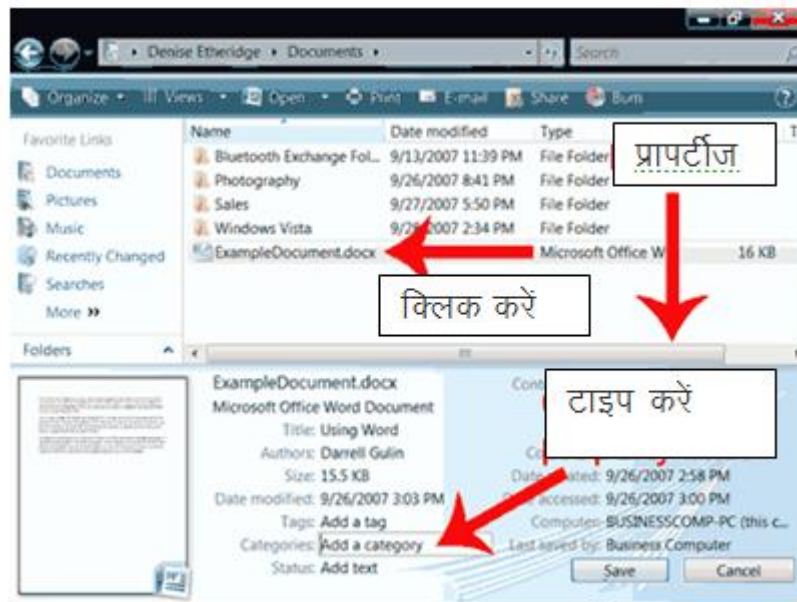 Denise Etheridge Documents Search
Organize Views Open Print E-mail Share Burn
Favorite Links
Documents
Pictures
Music
Recently Changed
Searches
More »
Folders
Name Date modified Type
Bluetooth Exchange Fol... 9/13/2007 11:39 PM File Folder
Photography 9/26/2007 8:41 PM File Folder
Sales 9/27/2007 5:50 PM File Folder
Windows Vista 2007 2:34 PM File Folder
ExampleDocument.docx Microsoft Office W 16 KB
प्रापर्टीज
क्लिक करें
टाइप करें
ExampleDocument.docx
Microsoft Office Word Document
Title: Using Word
Authors: Darrell Gulin
Size: 15.5 KB
Date modified: 9/26/2007 3:03 PM
Tags: Add a tag
Categories: Add a category
Status: Add text
9/26/2007 2:58 PM
accessed: 9/26/2007 3:00 PM
Computer: BUSINESSCOMP-PC (this c...
Last saved by: Business Computer
Save Cancel